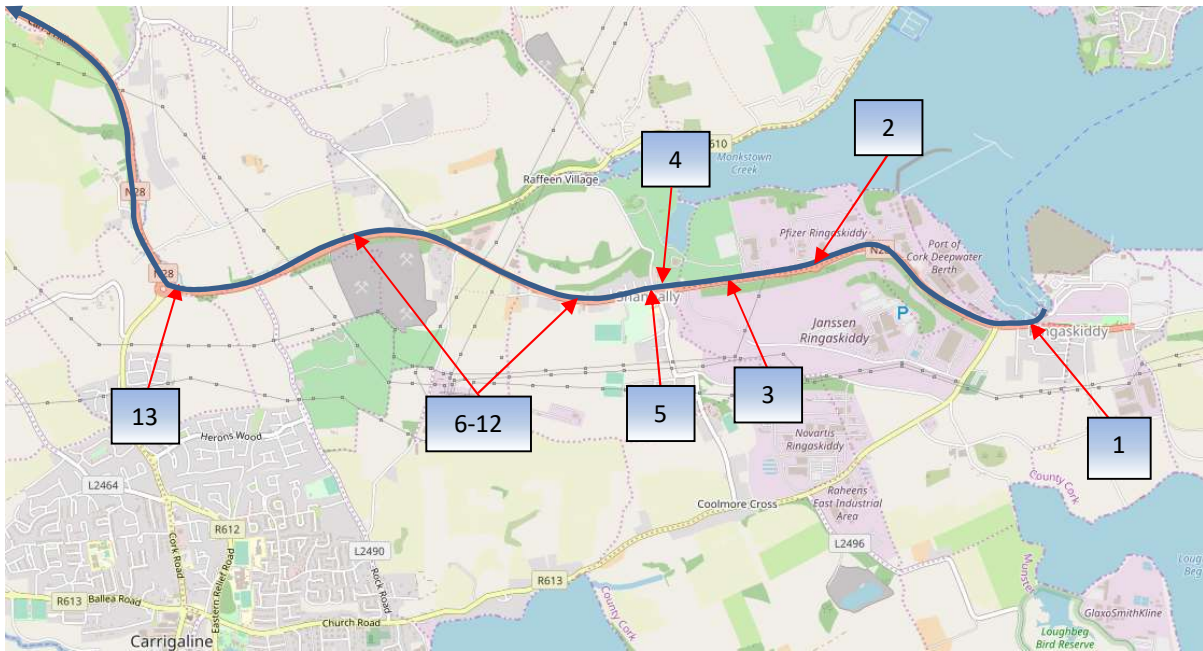 N28
N28
R610
Monkstown
Creek
Raffeen Village
2
4
Pfizer Ringaskiddy
Port of
Cork Deepwater
Berth
P
Janssen
Ringaskiddy
Ringaskiddy
13
6-12
5
3
1
Herons Wood
L2464
R612
Cork Road
Eastern Relief Road
L2490
Rock Road
R613
Ballea Road
Church Road
Carrigaline
R613
Coolmore Cross
Novartis
Ringaskiddy
Raheens
East Industrial
Area
L2496
County Cork
County Cork
Munster
GlaxoSmithKline
Loughbeg
Bird Reserve